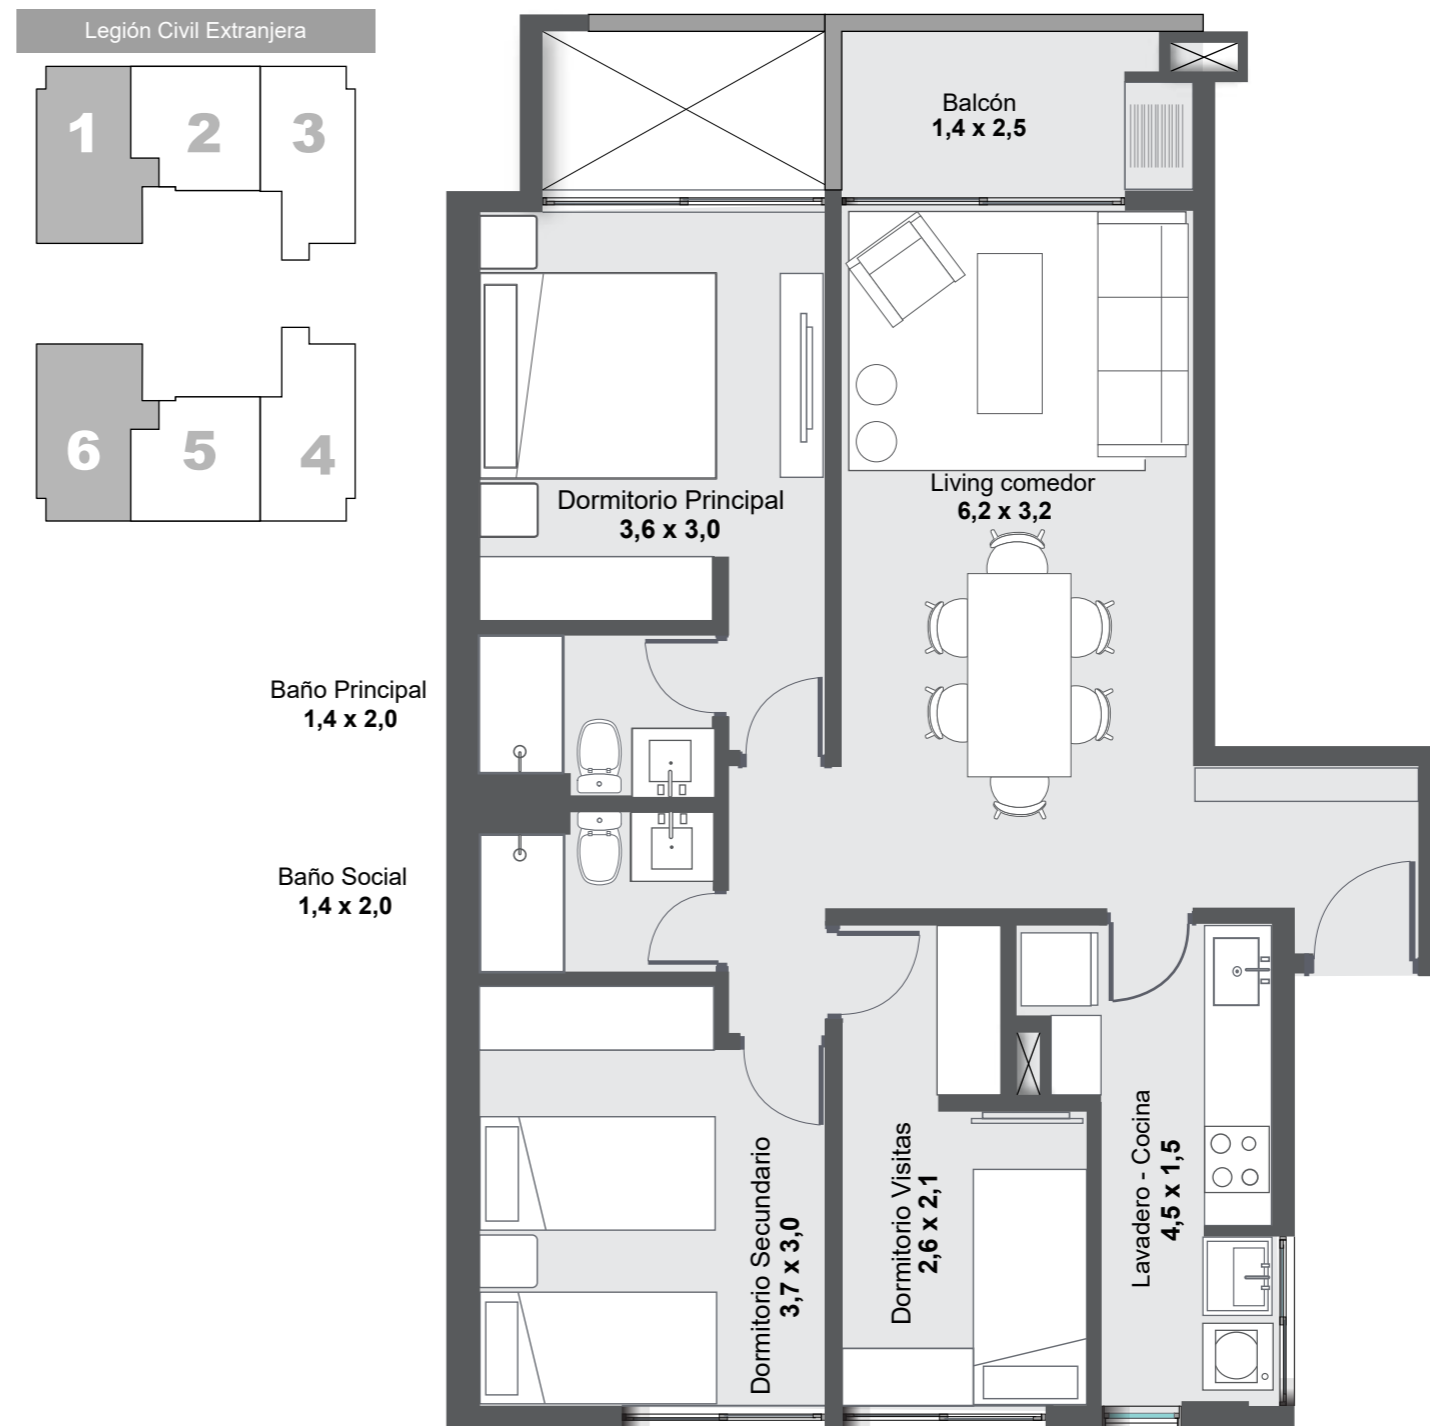 Legión Civil Extranjera
1
2
3
6
5
4
Balcón
1,4 x 2,5
Dormitorio Principal
3,6 x 3,0
Living comedor
6,2 x 3,2
Baño Principal
1,4 x 2,0
Baño Social
1,4 x 2,0
Dormitorio Secundario
3,7 x 3,0
Dormitorio Visitas
2,6 x 2,1
Lavadero - Cocina
4,5 x 1,5